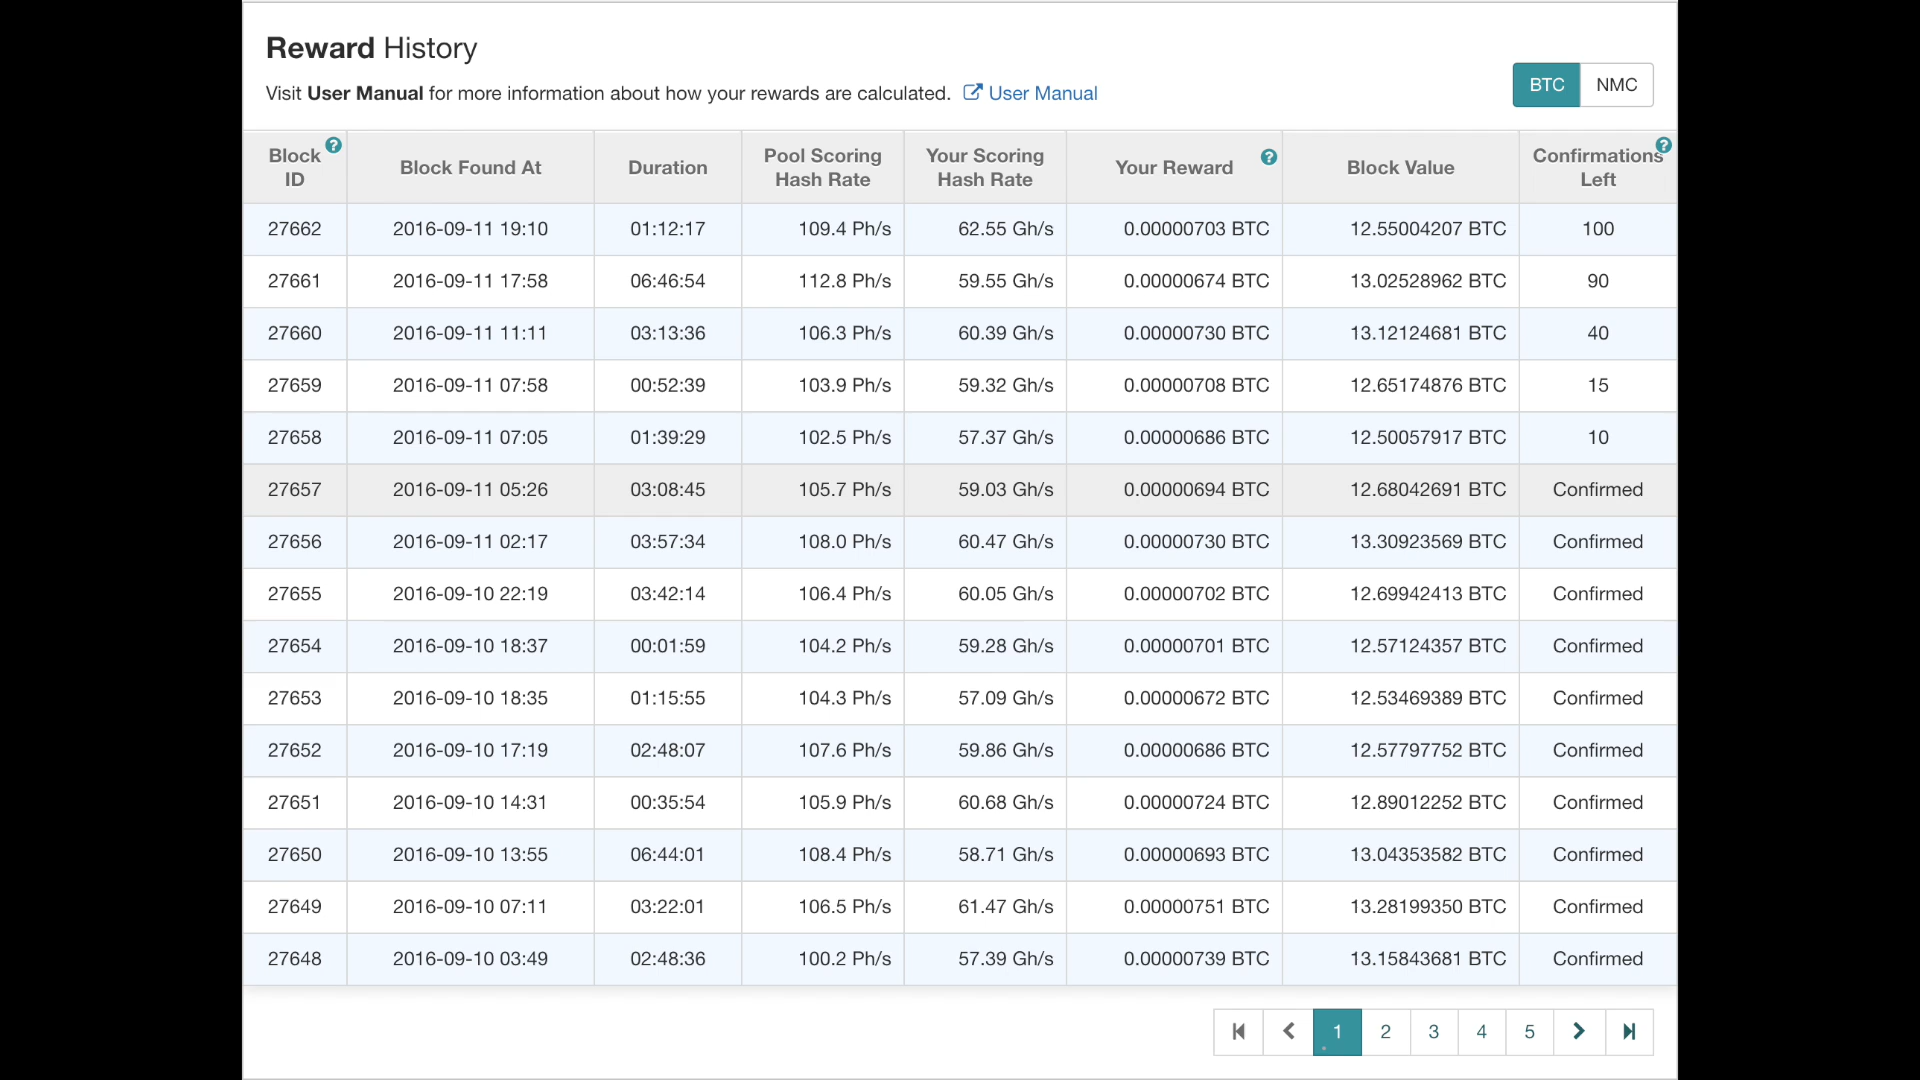 Reward History
Visit User Manual for more information about how your rewards are calculated. User Manual
BTC NMC
Block ID ? Block Found At Duration Pool Scoring Hash Rate Your Scoring Hash Rate Your Reward ? Block Value Confirmations Left ?
27662 2016-09-11 19:10 01:12:17 109.4 Ph/s 62.55 Gh/s 0.00000703 BTC 12.55004207 BTC 100
27661 2016-09-11 17:58 06:46:54 112.8 Ph/s 59.55 Gh/s 0.00000674 BTC 13.02528962 BTC 90
27660 2016-09-11 11:11 03:13:36 106.3 Ph/s 60.39 Gh/s 0.00000730 BTC 13.12124681 BTC 40
27659 2016-09-11 07:58 00:52:39 103.9 Ph/s 59.32 Gh/s 0.00000708 BTC 12.65174876 BTC 15
27658 2016-09-11 07:05 01:39:29 102.5 Ph/s 57.37 Gh/s 0.00000686 BTC 12.50057917 BTC 10
27657 2016-09-11 05:26 03:08:45 105.7 Ph/s 59.03 Gh/s 0.00000694 BTC 12.68042691 BTC Confirmed
27656 2016-09-11 02:17 03:57:34 108.0 Ph/s 60.47 Gh/s 0.00000730 BTC 13.30923569 BTC Confirmed
27655 2016-09-10 22:19 03:42:14 106.4 Ph/s 60.05 Gh/s 0.00000702 BTC 12.69942413 BTC Confirmed
27654 2016-09-10 18:37 00:01:59 104.2 Ph/s 59.28 Gh/s 0.00000701 BTC 12.57124357 BTC Confirmed
27653 2016-09-10 18:35 01:15:55 104.3 Ph/s 57.09 Gh/s 0.00000672 BTC 12.53469389 BTC Confirmed
27652 2016-09-10 17:19 02:48:07 107.6 Ph/s 59.86 Gh/s 0.00000686 BTC 12.57797752 BTC Confirmed
27651 2016-09-10 14:31 00:35:54 105.9 Ph/s 60.68 Gh/s 0.00000724 BTC 12.89012252 BTC Confirmed
27650 2016-09-10 13:55 06:44:01 108.4 Ph/s 58.71 Gh/s 0.00000693 BTC 13.04353582 BTC Confirmed
27649 2016-09-10 07:11 03:22:01 106.5 Ph/s 61.47 Gh/s 0.00000751 BTC 13.28199350 BTC Confirmed
27648 2016-09-10 03:49 02:48:36 100.2 Ph/s 57.39 Gh/s 0.00000739 BTC 13.15843681 BTC Confirmed
1 2 3 4 5